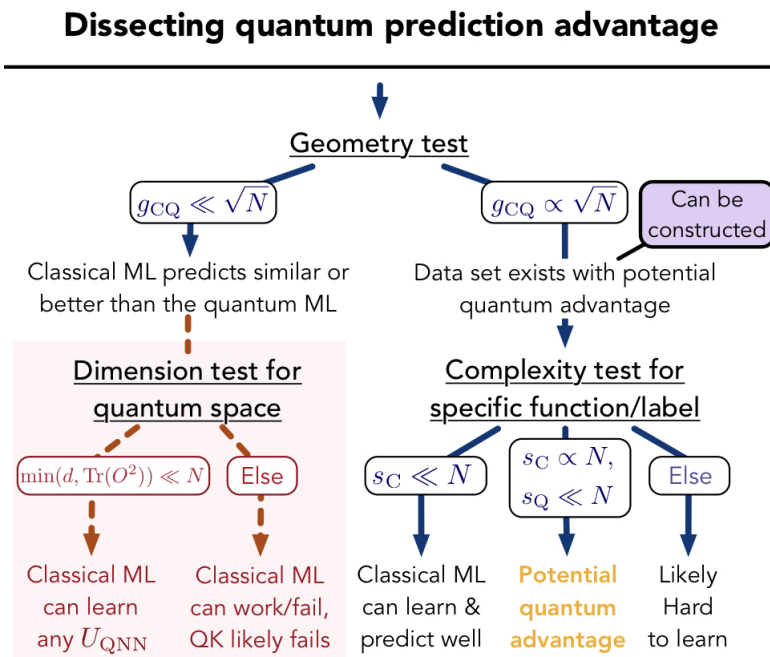 Dissecting quantum prediction advantage
Geometry test
g_CQ ≪ √N
g_CQ ∝ √N
Can be
constructed
Classical ML predicts similar or
better than the quantum ML
Data set exists with potential
quantum advantage
Dimension test for
quantum space
Complexity test for
specific function/label
min(d, Tr(O²)) ≪ N
Else
s_C ≪ N
s_C ∝ N,
s_Q ≪ N
Else
Classical ML
can learn
any U_QNN
Classical ML
can work/fail,
QK likely fails
Classical ML
can learn &
predict well
Potential
quantum
advantage
Likely
Hard
to learn